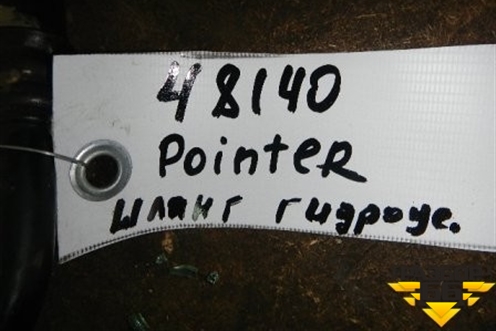 48140
PointeR
шланг гидроус.